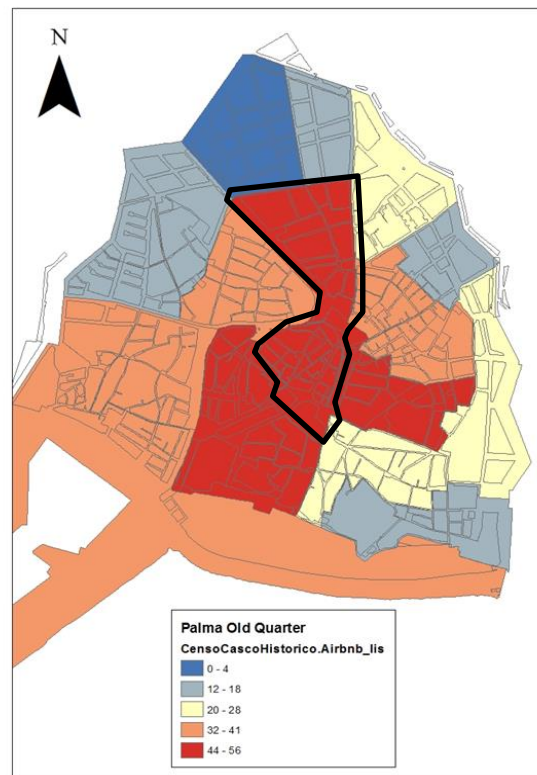 N
Palma Old Quarter
CensoCascoHistorico.Airbnb_lis
0 - 4
12 - 18
20 - 28
32 - 41
44 - 56